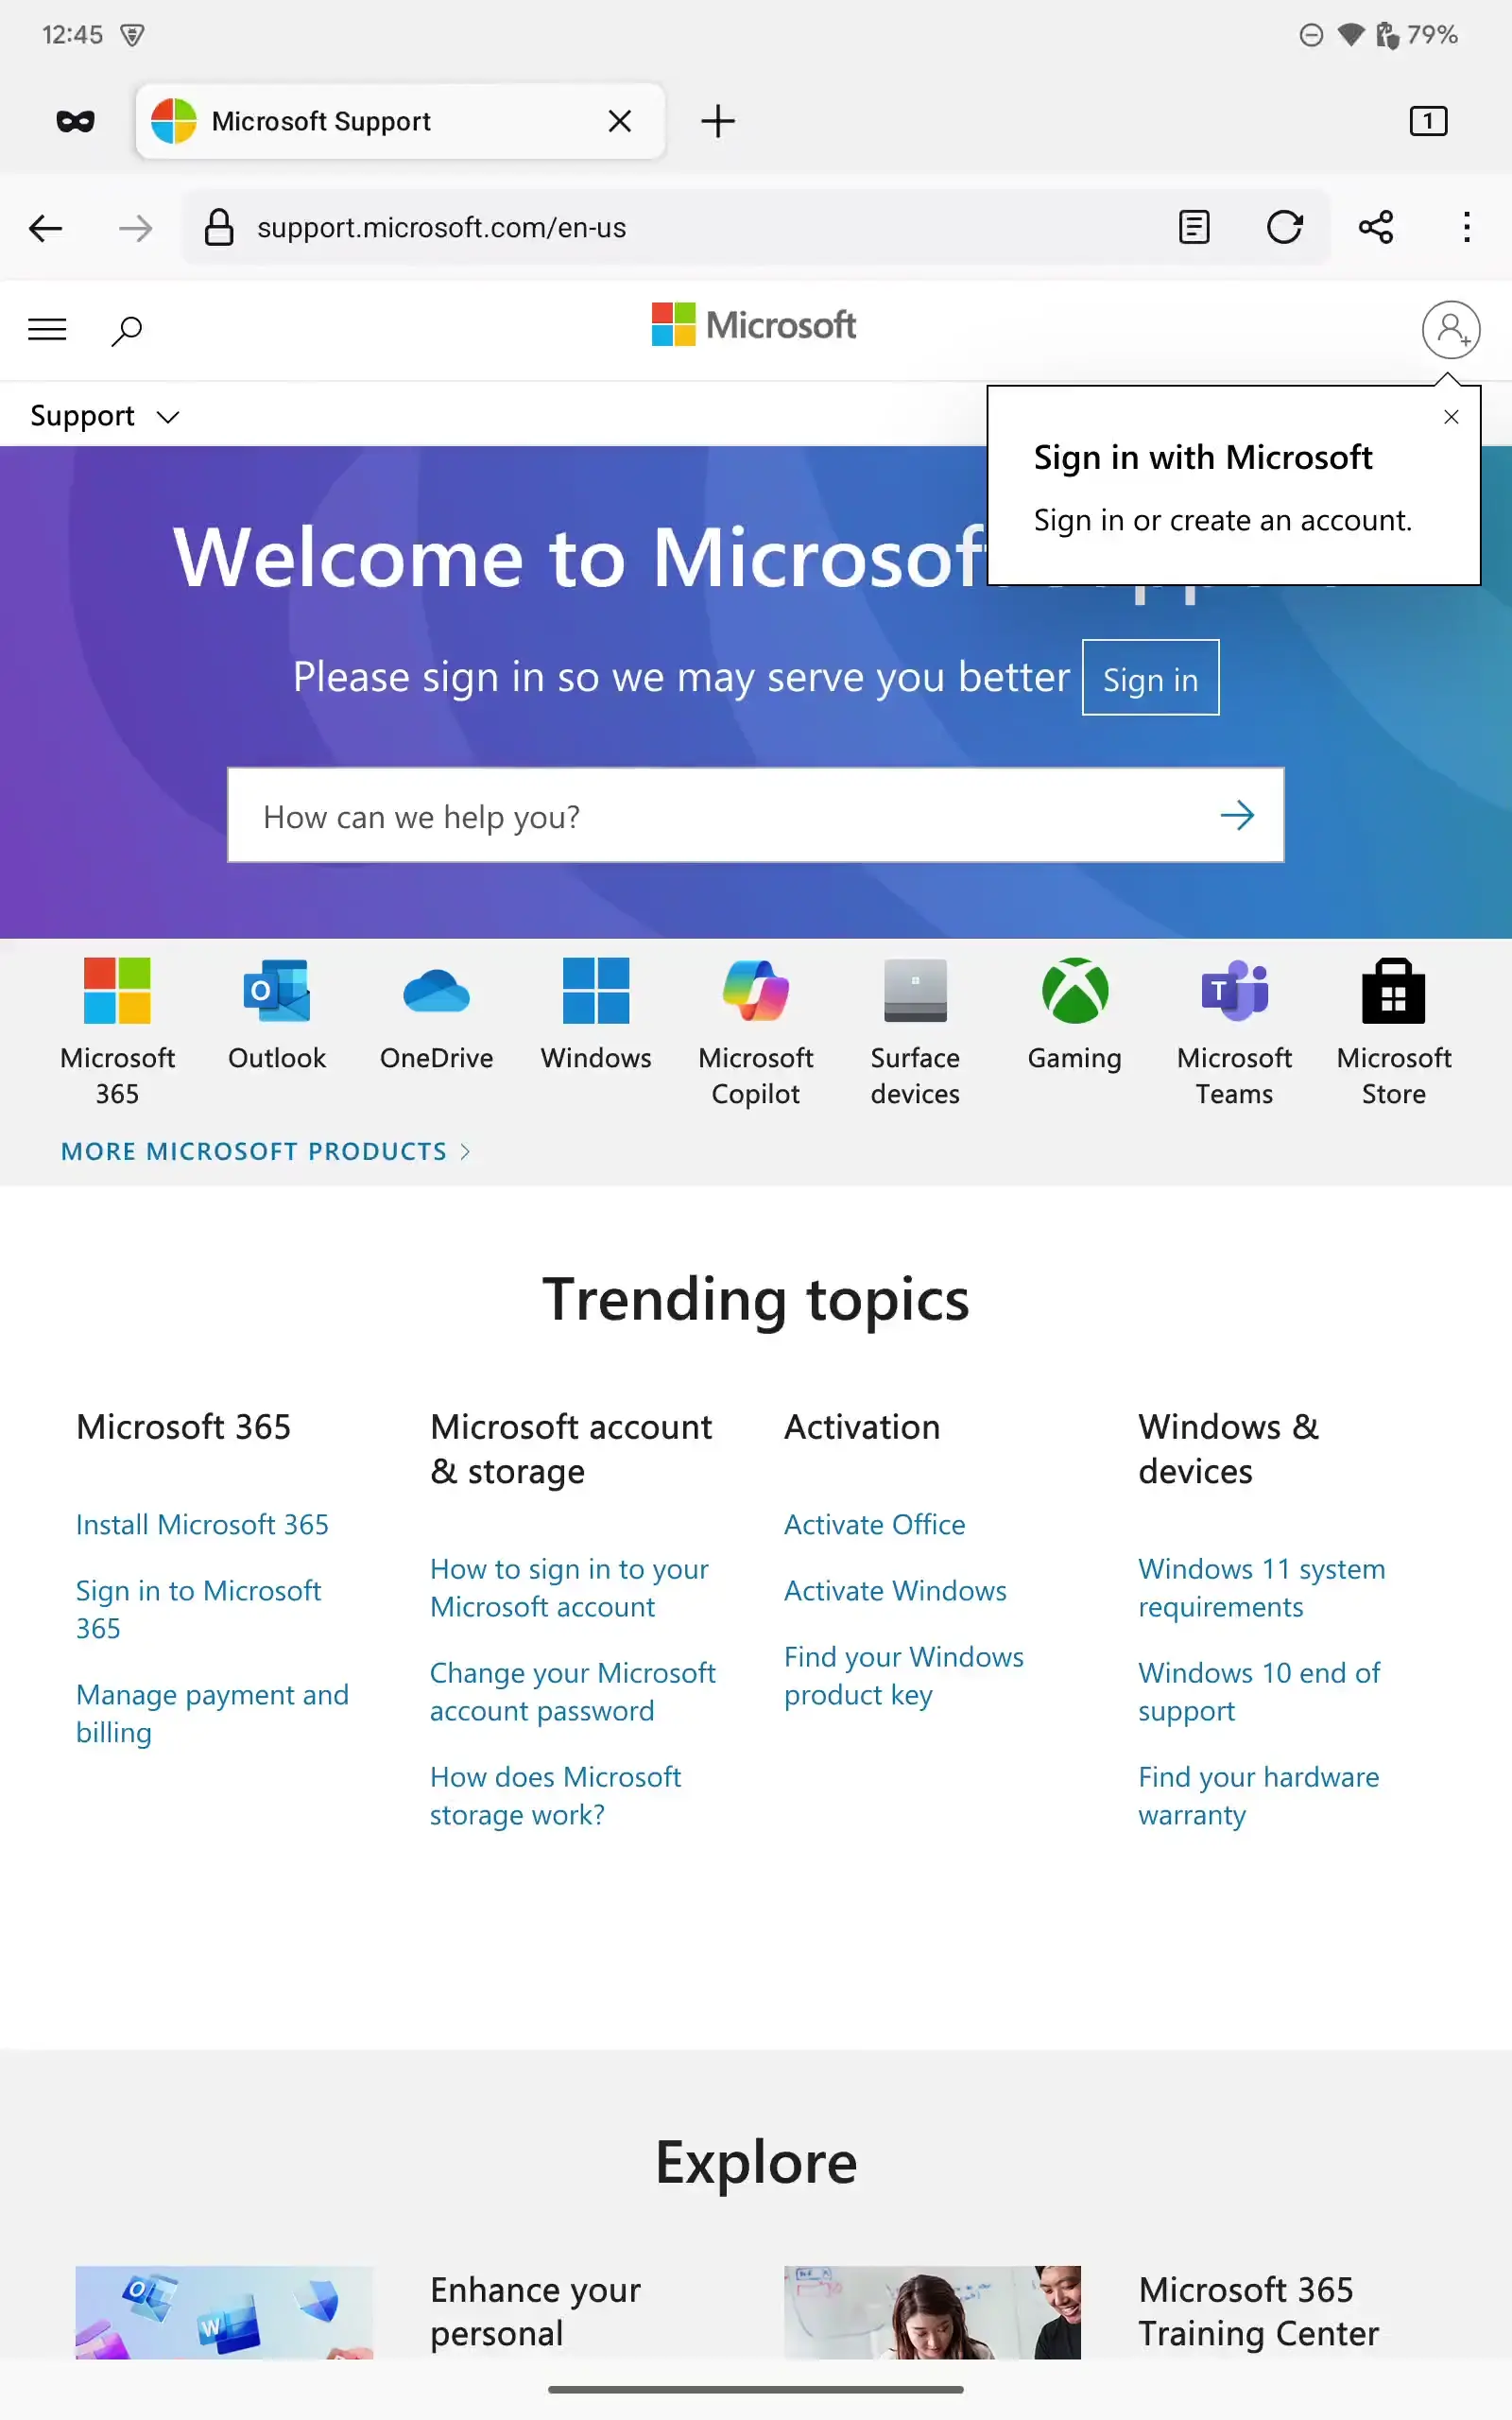 12:45
79%
Microsoft Support
1
support.microsoft.com/en-us
Microsoft
Support
Sign in with Microsoft
Sign in or create an account.
Welcome to Microsof
Please sign in so we may serve you better
Sign in
How can we help you?
Microsoft
365
Outlook
OneDrive
Windows
Microsoft
Copilot
Surface
devices
Gaming
Microsoft
Teams
Microsoft
Store
MORE MICROSOFT PRODUCTS
Trending topics
Microsoft 365
Install Microsoft 365
Sign in to Microsoft
365
Manage payment and
billing
Microsoft account
& storage
How to sign in to your
Microsoft account
Change your Microsoft
account password
How does Microsoft
storage work?
Activation
Activate Office
Activate Windows
Find your Windows
product key
Windows &
devices
Windows 11 system
requirements
Windows 10 end of
support
Find your hardware
warranty
Explore
Enhance your
personal
Microsoft 365
Training Center